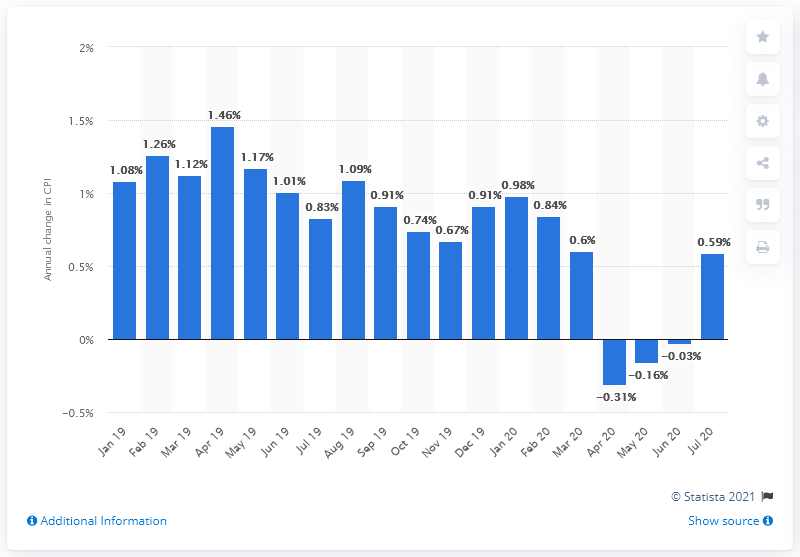 2%
1.5%
1%
0.5%
0%
−0.5%
Annual change in CPI
1.08%
1.26%
1.12%
1.46%
1.17%
1.01%
0.83%
1.09%
0.91%
0.74%
0.67%
0.91%
0.98%
0.84%
0.6%
−0.31%
−0.16%
−0.03%
0.59%
Jan 19
Feb 19
Mar 19
Apr 19
May 19
Jun 19
Jul 19
Aug 19
Sep 19
Oct 19
Nov 19
Dec 19
Jan 20
Feb 20
Mar 20
Apr 20
May 20
Jun 20
Jul 20
© Statista 2021
Additional Information
Show source